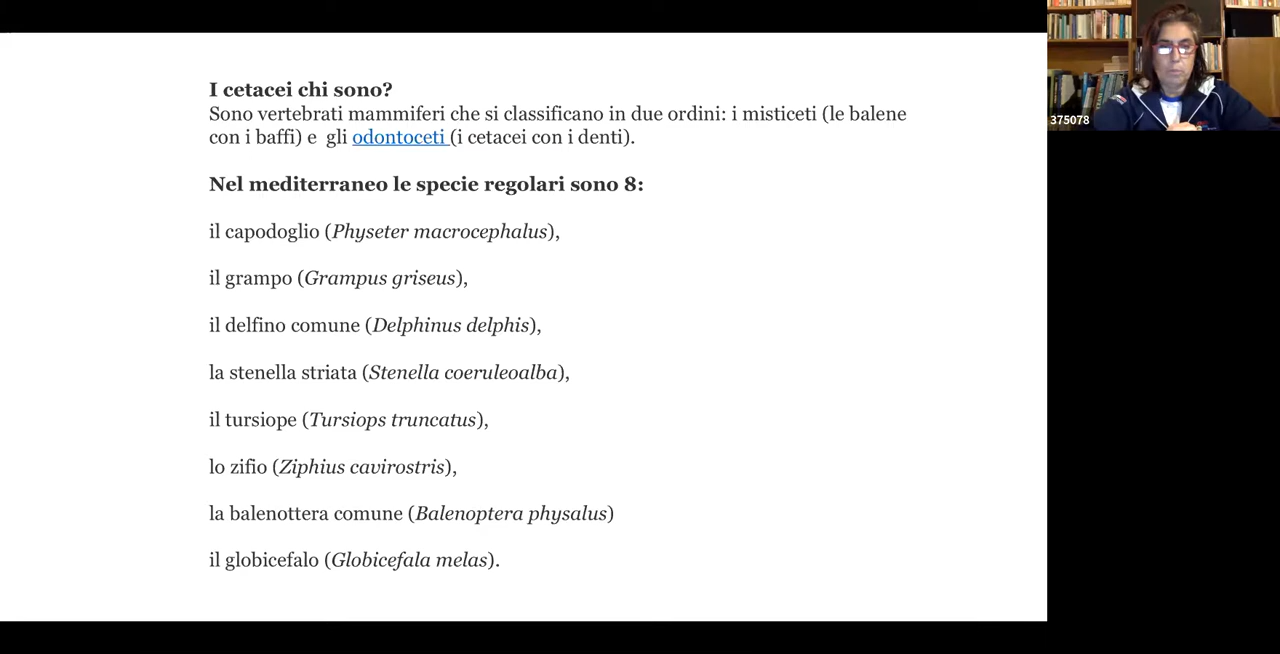 I cetacei chi sono?
Sono vertebrati mammiferi che si classificano in due ordini: i misticeti (le balene
con i baffi) e gli odontoceti (i cetacei con i denti).
Nel mediterraneo le specie regolari sono 8:
il capodoglio (Physeter macrocephalus),
il grampo (Grampus griseus),
il delfino comune (Delphinus delphis),
la stenella striata (Stenella coeruleoalba),
il tursiope (Tursiops truncatus),
lo zifio (Ziphius cavirostris),
la balenottera comune (Balenoptera physalus)
il globicefalo (Globicefala melas).
375078